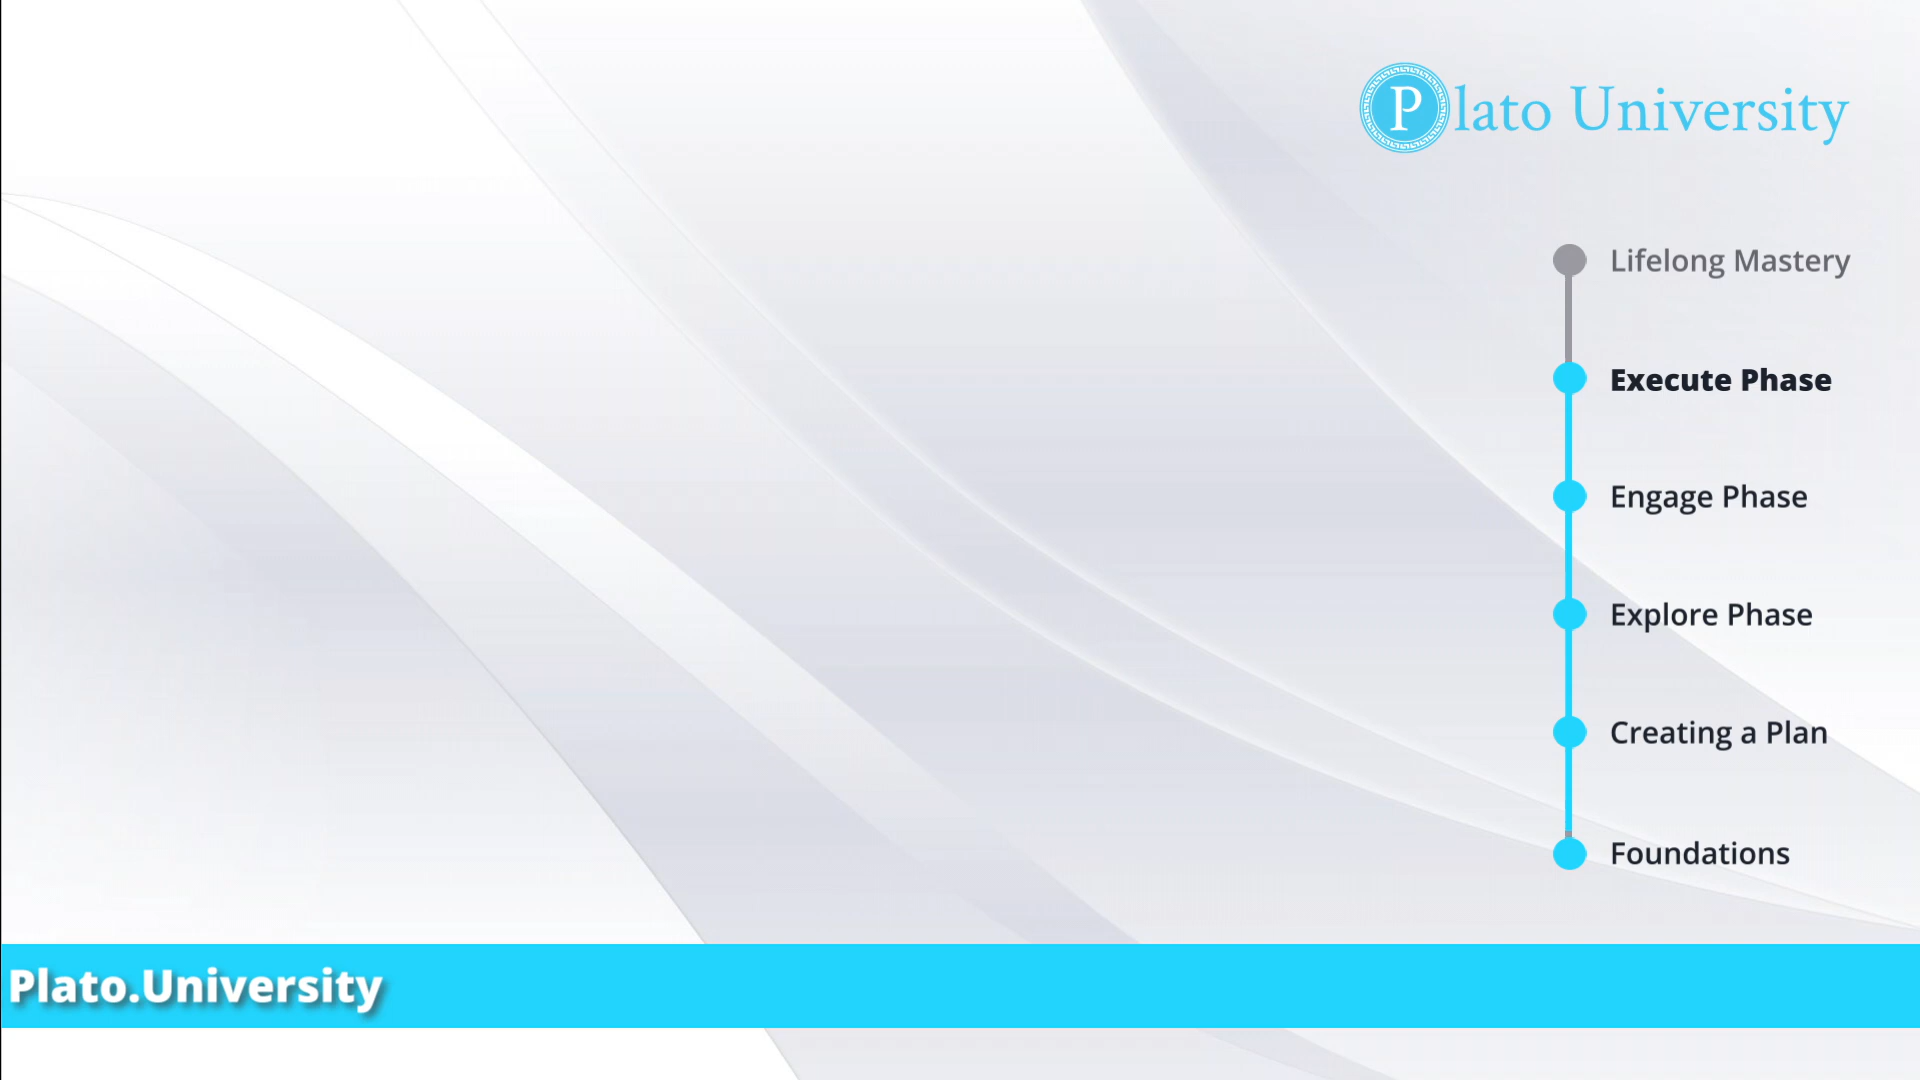 Plato University
Lifelong Mastery
Execute Phase
Engage Phase
Explore Phase
Creating a Plan
Foundations
Plato.University